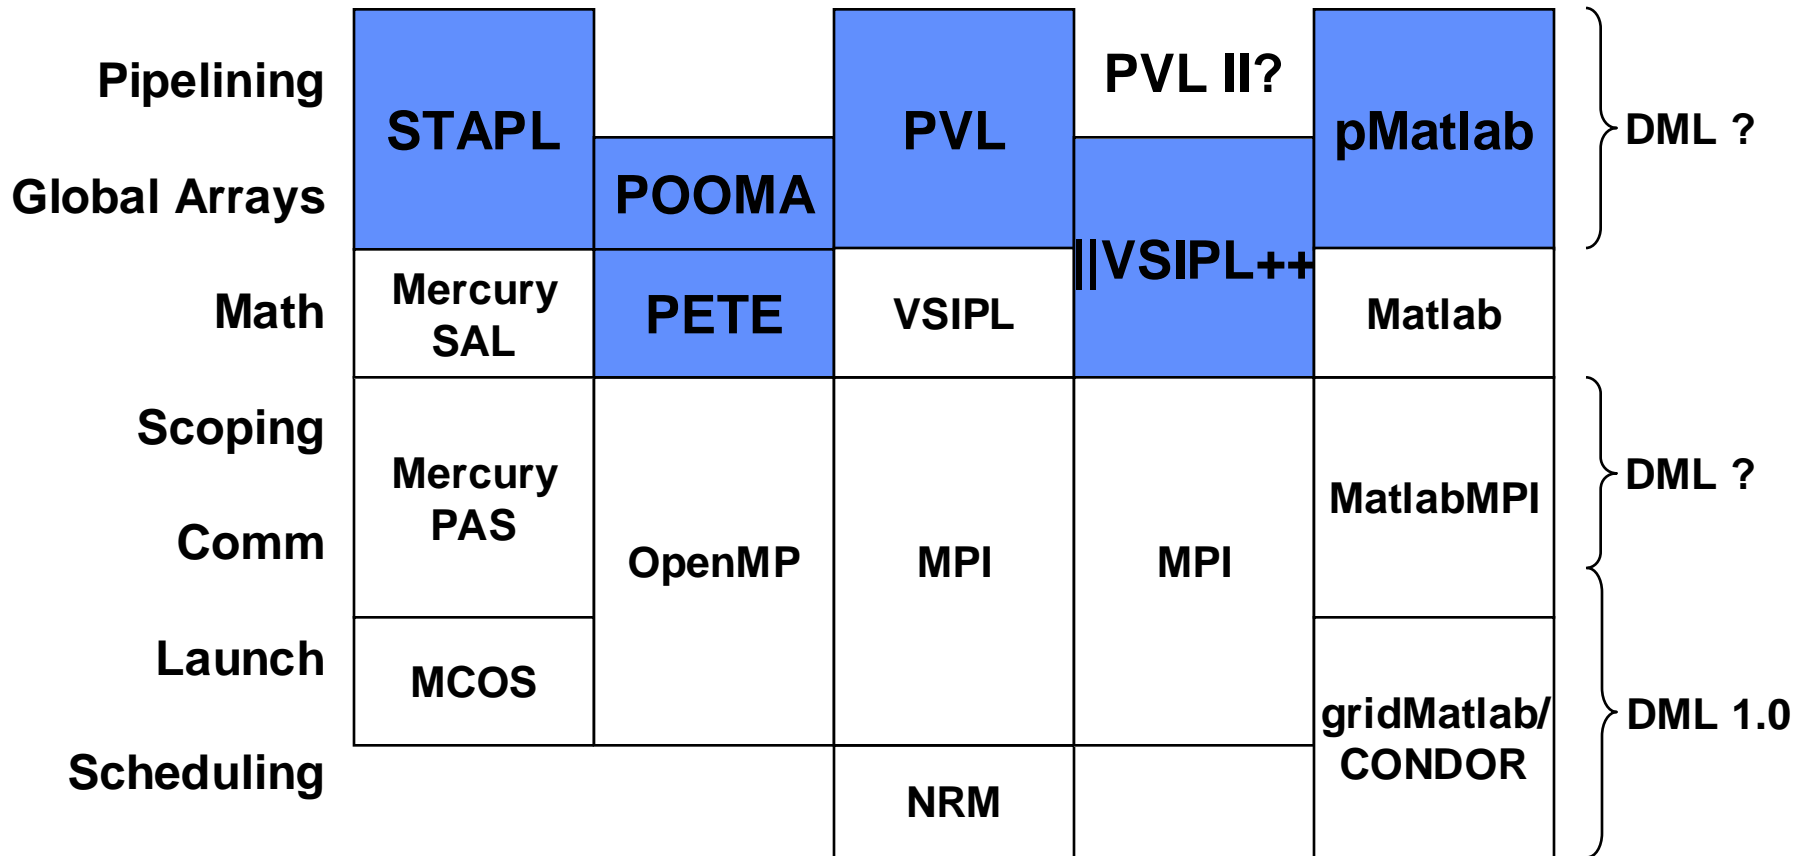 Pipelining
Global Arrays
Math
Scoping
Comm
Launch
Scheduling
STAPL
Mercury
SAL
Mercury
PAS
MCOS
POOMA
PETE
OpenMP
PVL
VSIPL
MPI
NRM
PVL II?
||VSIPL++
MPI
pMatlab
Matlab
MatlabMPI
gridMatlab/
CONDOR
DML ?
DML ?
DML 1.0